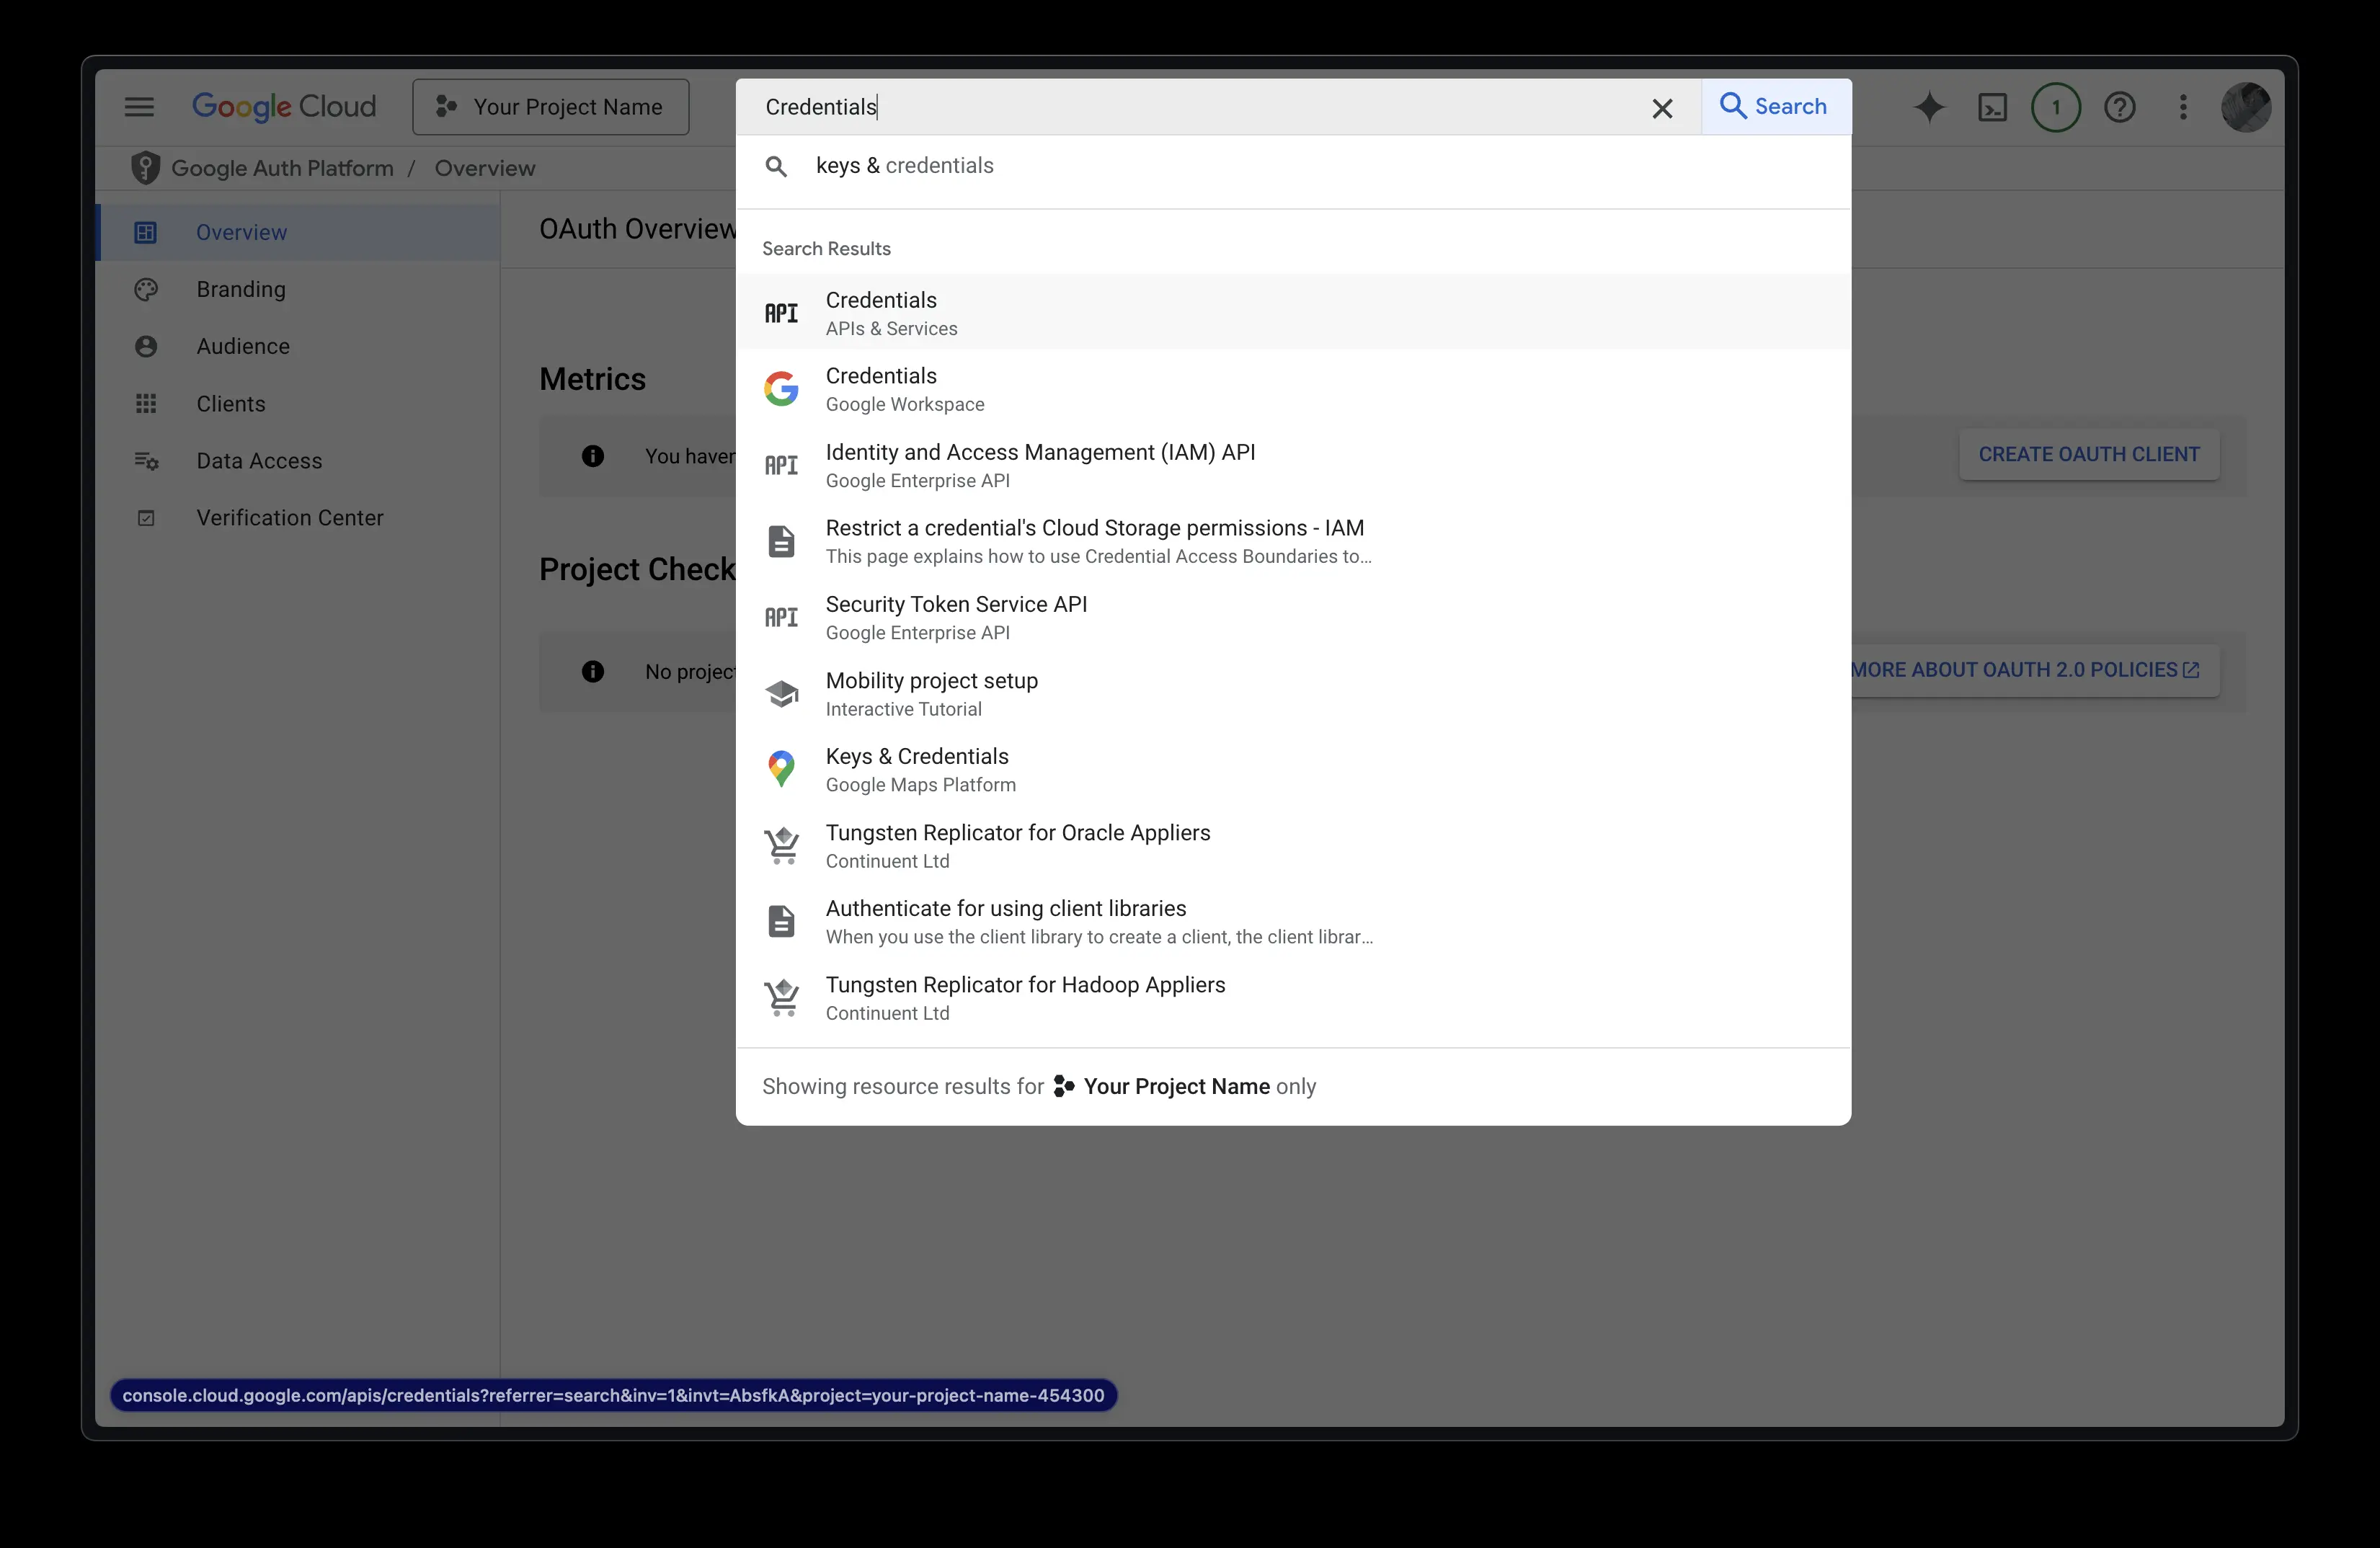 Google Cloud
Your Project Name
Credentials
Search
1
Google Auth Platform / Overview
keys & credentials
Overview
Branding
Audience
Clients
Data Access
Verification Center
OAuth Overview
Metrics
You haven
CREATE OAUTH CLIENT
Project Check
No project
MORE ABOUT OAUTH 2.0 POLICIES
Search Results
API
Credentials
APIs & Services
Credentials
Google Workspace
API
Identity and Access Management (IAM) API
Google Enterprise API
Restrict a credential's Cloud Storage permissions - IAM
This page explains how to use Credential Access Boundaries to...
API
Security Token Service API
Google Enterprise API
Mobility project setup
Interactive Tutorial
Keys & Credentials
Google Maps Platform
Tungsten Replicator for Oracle Appliers
Continuent Ltd
Authenticate for using client libraries
When you use the client library to create a client, the client librar...
Tungsten Replicator for Hadoop Appliers
Continuent Ltd
Showing resource results for Your Project Name only
console.cloud.google.com/apis/credentials?referrer=search&inv=1&invt=AbsfkA&project=your-project-name-454300